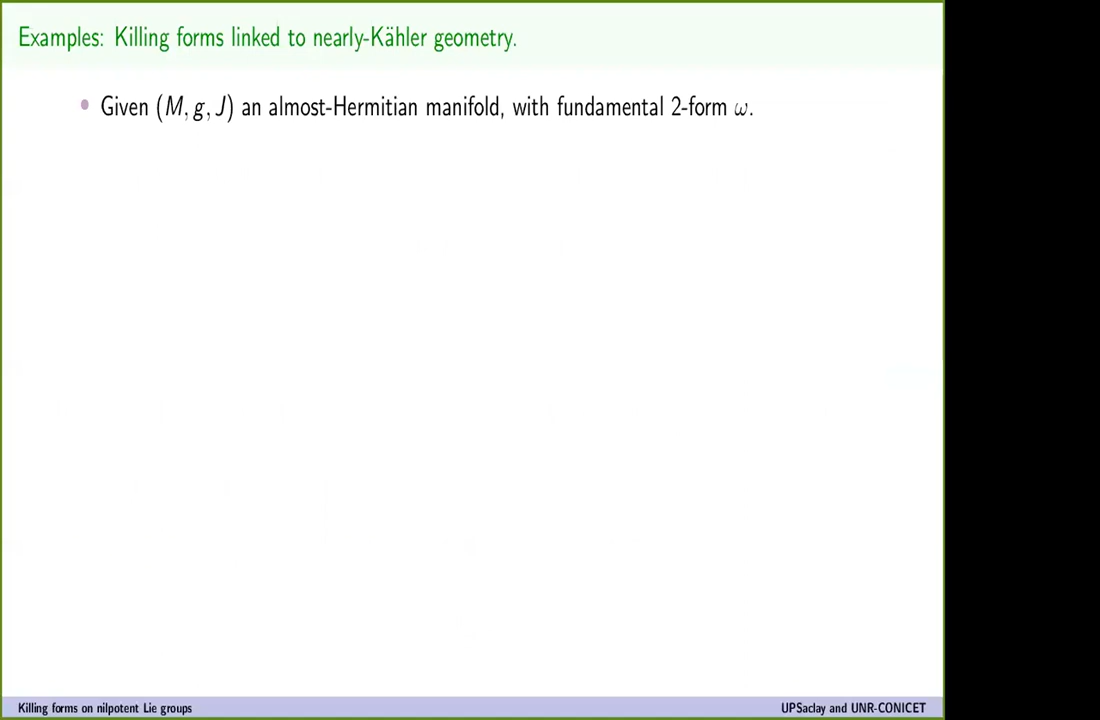 Examples: Killing forms linked to nearly-Kähler geometry.
• Given (M, g, J) an almost-Hermitian manifold, with fundamental 2-form ω.
Killing forms on nilpotent Lie groups
UPSaclay and UNR-CONICET